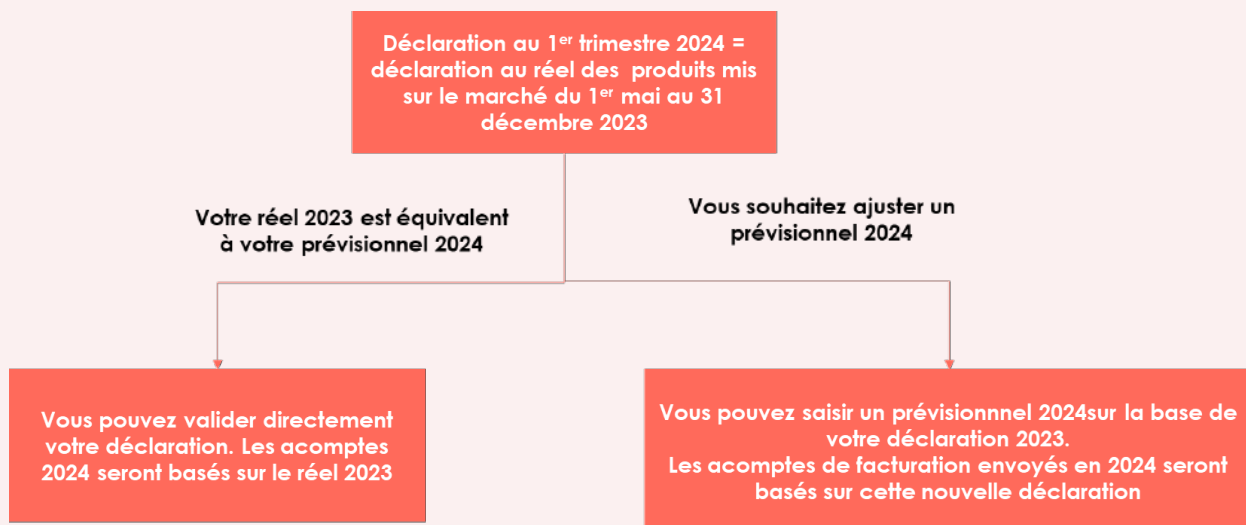 Déclaration au 1er trimestre 2024 =
déclaration au réel des produits mis
sur le marché du 1er mai au 31
décembre 2023
Votre réel 2023 est équivalent
à votre prévisionnel 2024
Vous souhaitez ajuster un
prévisionnel 2024
Vous pouvez valider directement
votre déclaration. Les acomptes
2024 seront basés sur le réel 2023
Vous pouvez saisir un prévisionnnel 2024sur la base de
votre déclaration 2023.
Les acomptes de facturation envoyés en 2024 seront
basés sur cette nouvelle déclaration